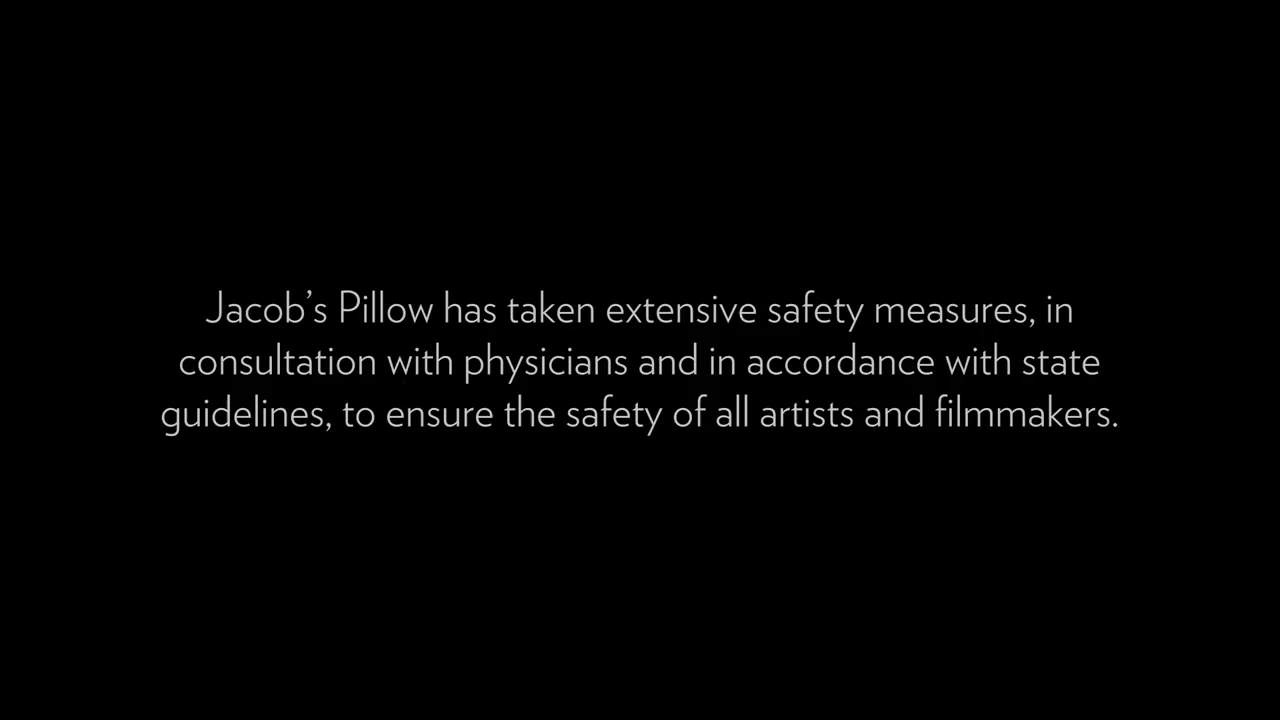 Jacob’s Pillow has taken extensive safety measures, in
consultation with physicians and in accordance with state
guidelines, to ensure the safety of all artists and filmmakers.